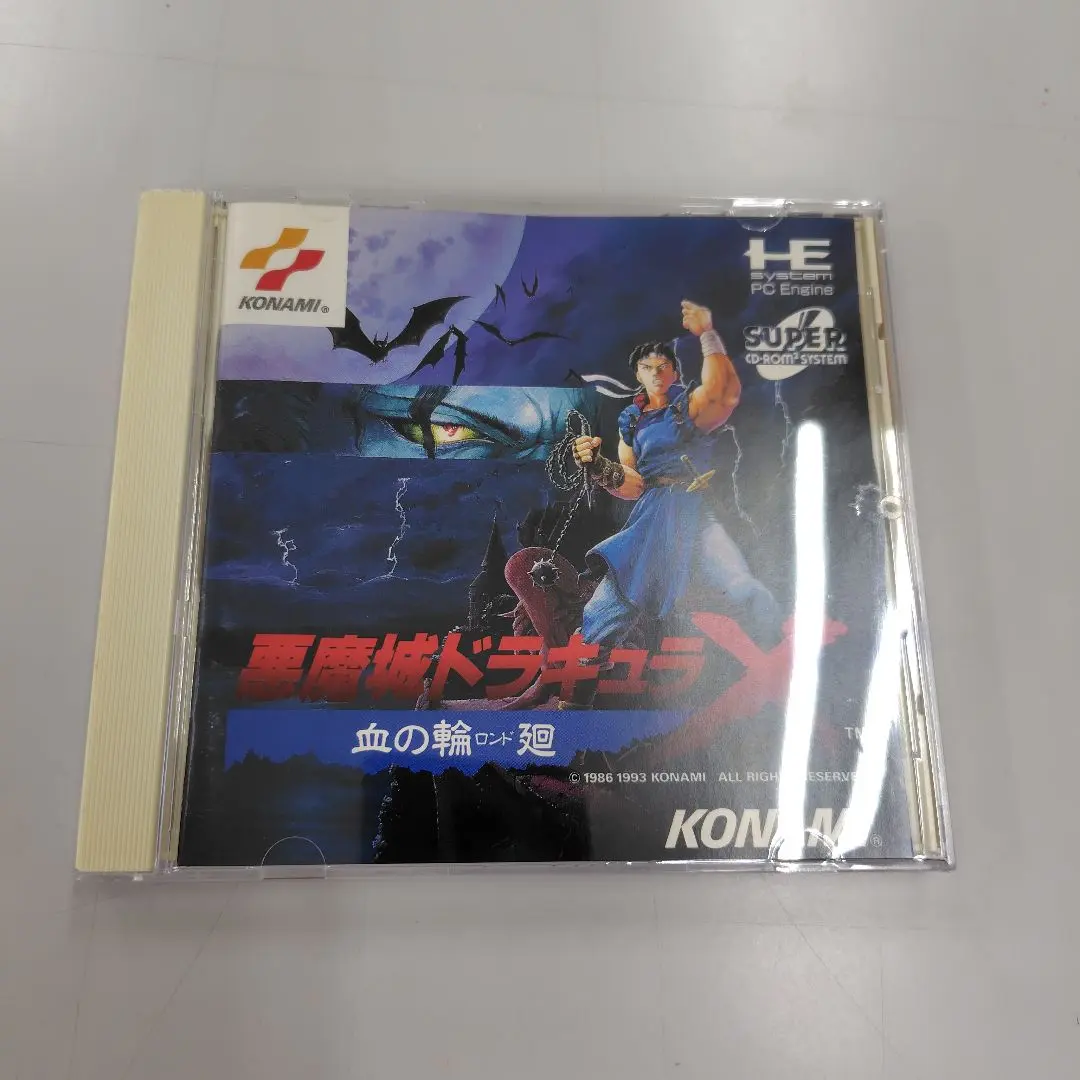 KONAMI®
HE
system
PC Engine
SUPER
CD-ROM² SYSTEM
悪魔城ドラキュラX
血の輪ロンド廻
TM
© 1986 1993 KONAMI ALL RIGHTS RESERVED
KONAMI®